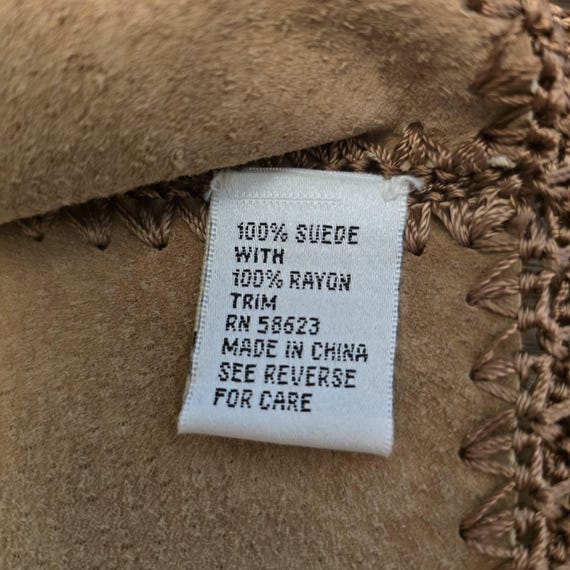 100% SUEDE
WITH
100% RAYON
TRIM
RN 58623
MADE IN CHINA
SEE REVERSE
FOR CARE